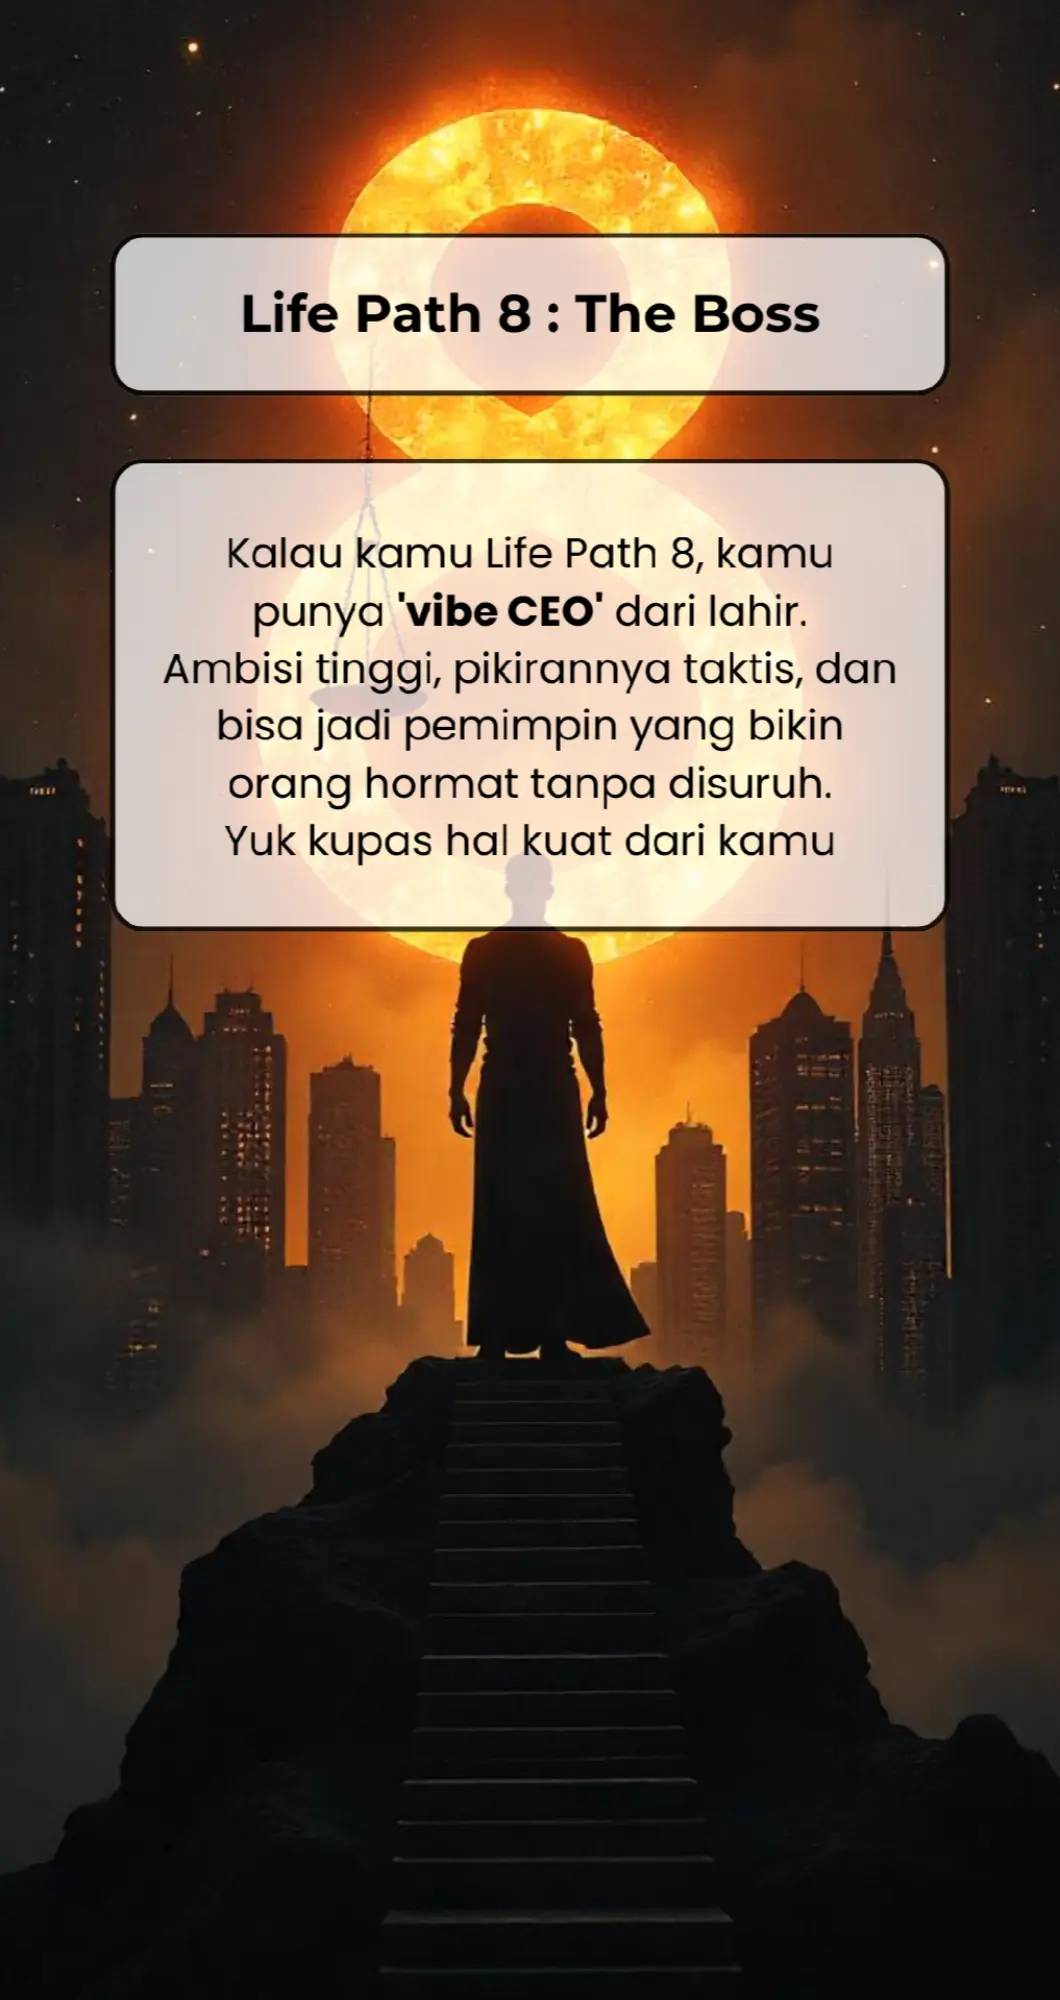 Life Path 8 : The Boss
Kalau kamu Life Path 8, kamu
punya 'vibe CEO' dari lahir.
Ambisi tinggi, pikirannya taktis, dan
bisa jadi pemimpin yang bikin
orang hormat tanpa disuruh.
Yuk kupas hal kuat dari kamu